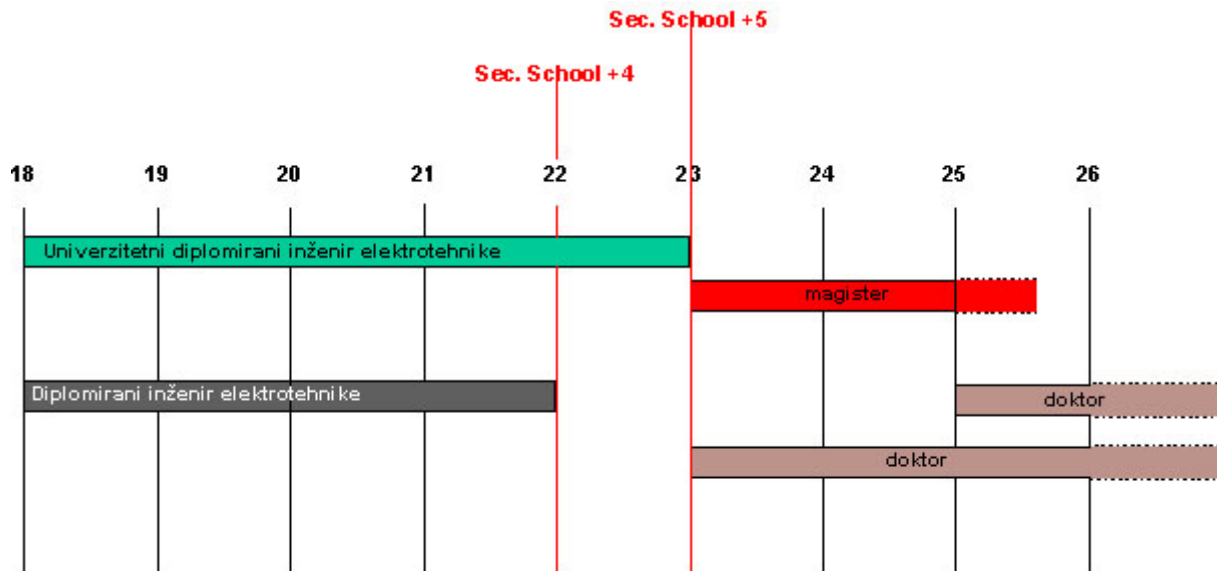 Sec. School +5
Sec. School +4
18 19 20 21 22 23 24 25 26
Univerzitetni diplomirani inženir elektrotehnike
magister
Diplomirani inženir elektrotehnike
doktor
doktor